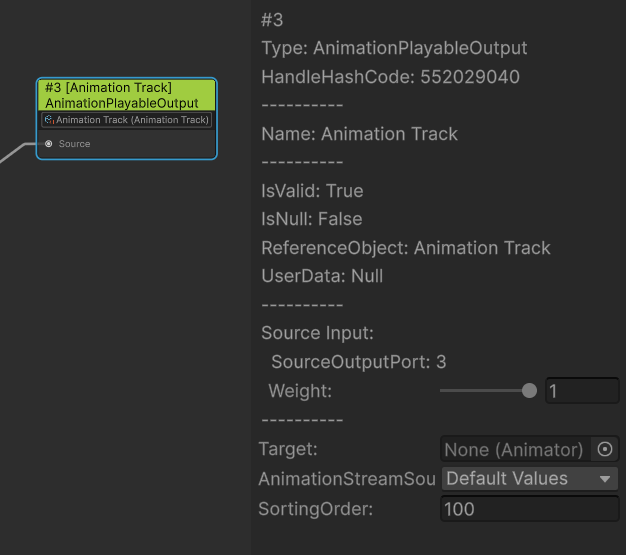 #3 [Animation Track]
AnimationPlayableOutput
Animation Track (Animation Track)
Source
#3
Type: AnimationPlayableOutput
HandleHashCode: 552029040
----------
Name: Animation Track
----------
IsValid: True
IsNull: False
ReferenceObject: Animation Track
UserData: Null
----------
Source Input:
SourceOutputPort: 3
Weight: 1
----------
Target: None (Animator)
AnimationStreamSou Default Values
SortingOrder: 100